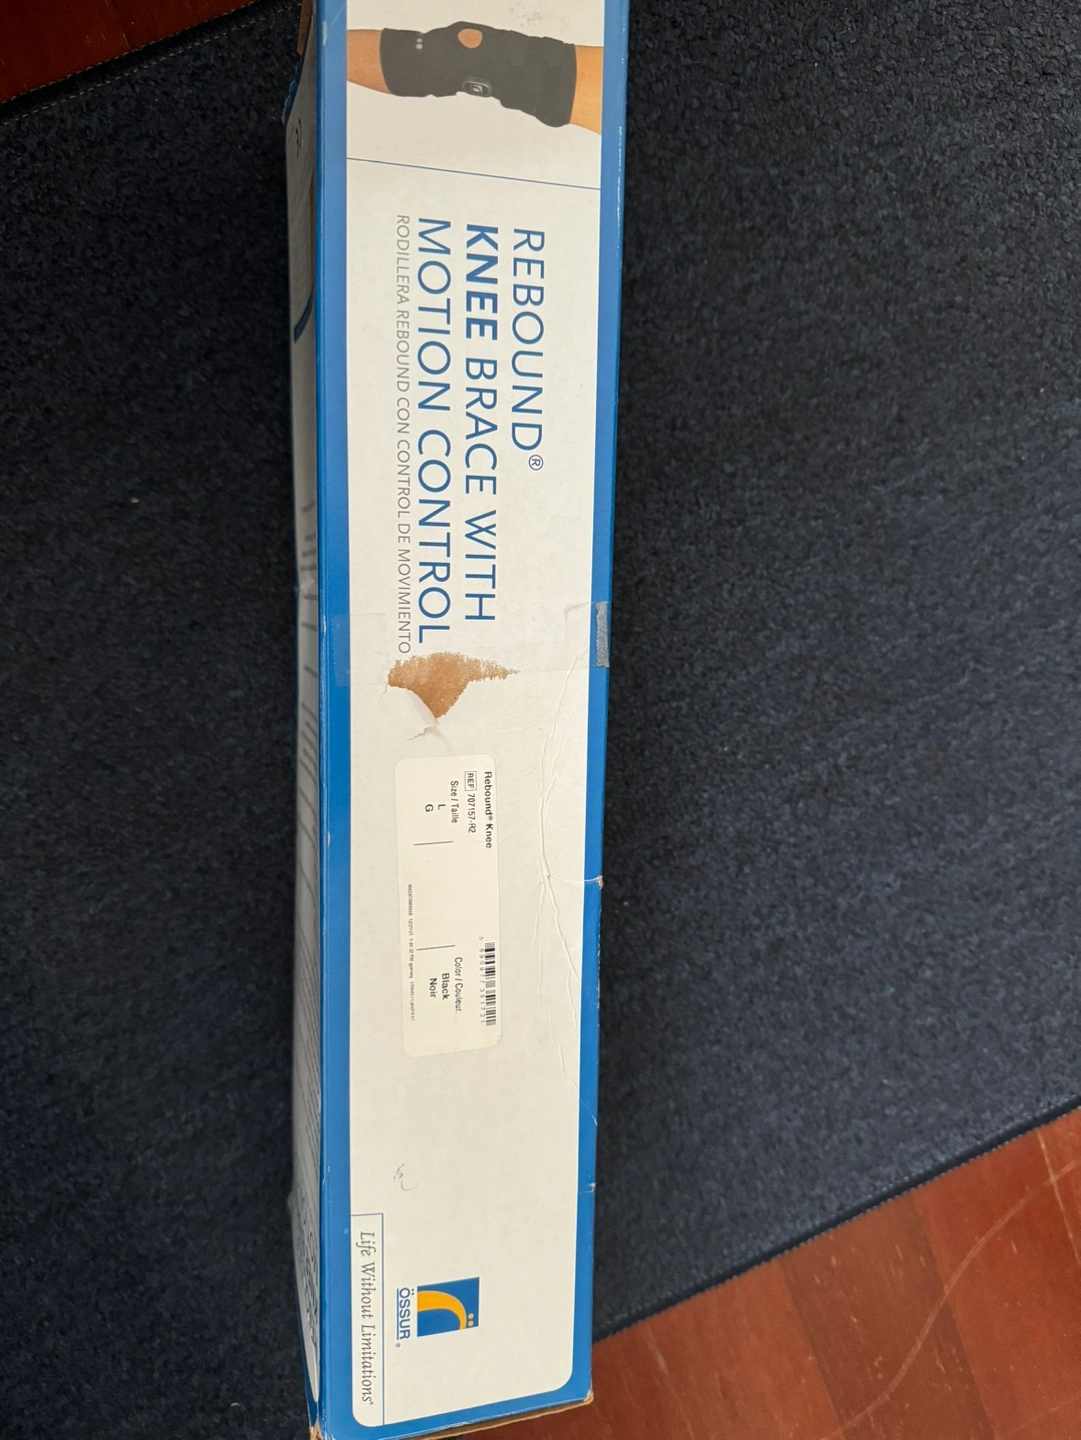 REBOUND®
KNEE BRACE WITH
MOTION CONTROL
RODILLERA REBOUND CON CONTROL DE MOVIMIENTO
Rebound® Knee
REF 707157-R2
Size / Taille
L
G
Color / Couleur
Black
Noir
ÖSSUR®
Life Without Limitations®